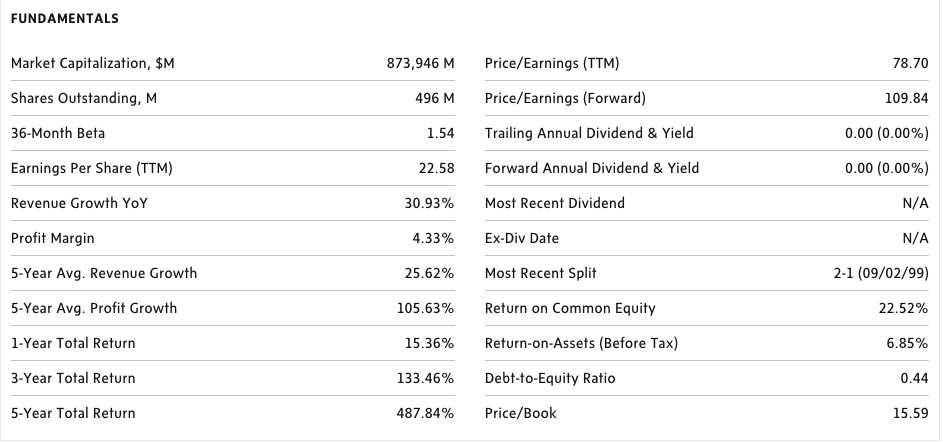 FUNDAMENTALS
Market Capitalization, $M 873,946 M
Shares Outstanding, M 496 M
36-Month Beta 1.54
Earnings Per Share (TTM) 22.58
Revenue Growth YoY 30.93%
Profit Margin 4.33%
5-Year Avg. Revenue Growth 25.62%
5-Year Avg. Profit Growth 105.63%
1-Year Total Return 15.36%
3-Year Total Return 133.46%
5-Year Total Return 487.84%
Price/Earnings (TTM) 78.70
Price/Earnings (Forward) 109.84
Trailing Annual Dividend & Yield 0.00 (0.00%)
Forward Annual Dividend & Yield 0.00 (0.00%)
Most Recent Dividend N/A
Ex-Div Date N/A
Most Recent Split 2-1 (09/02/99)
Return on Common Equity 22.52%
Return-on-Assets (Before Tax) 6.85%
Debt-to-Equity Ratio 0.44
Price/Book 15.59